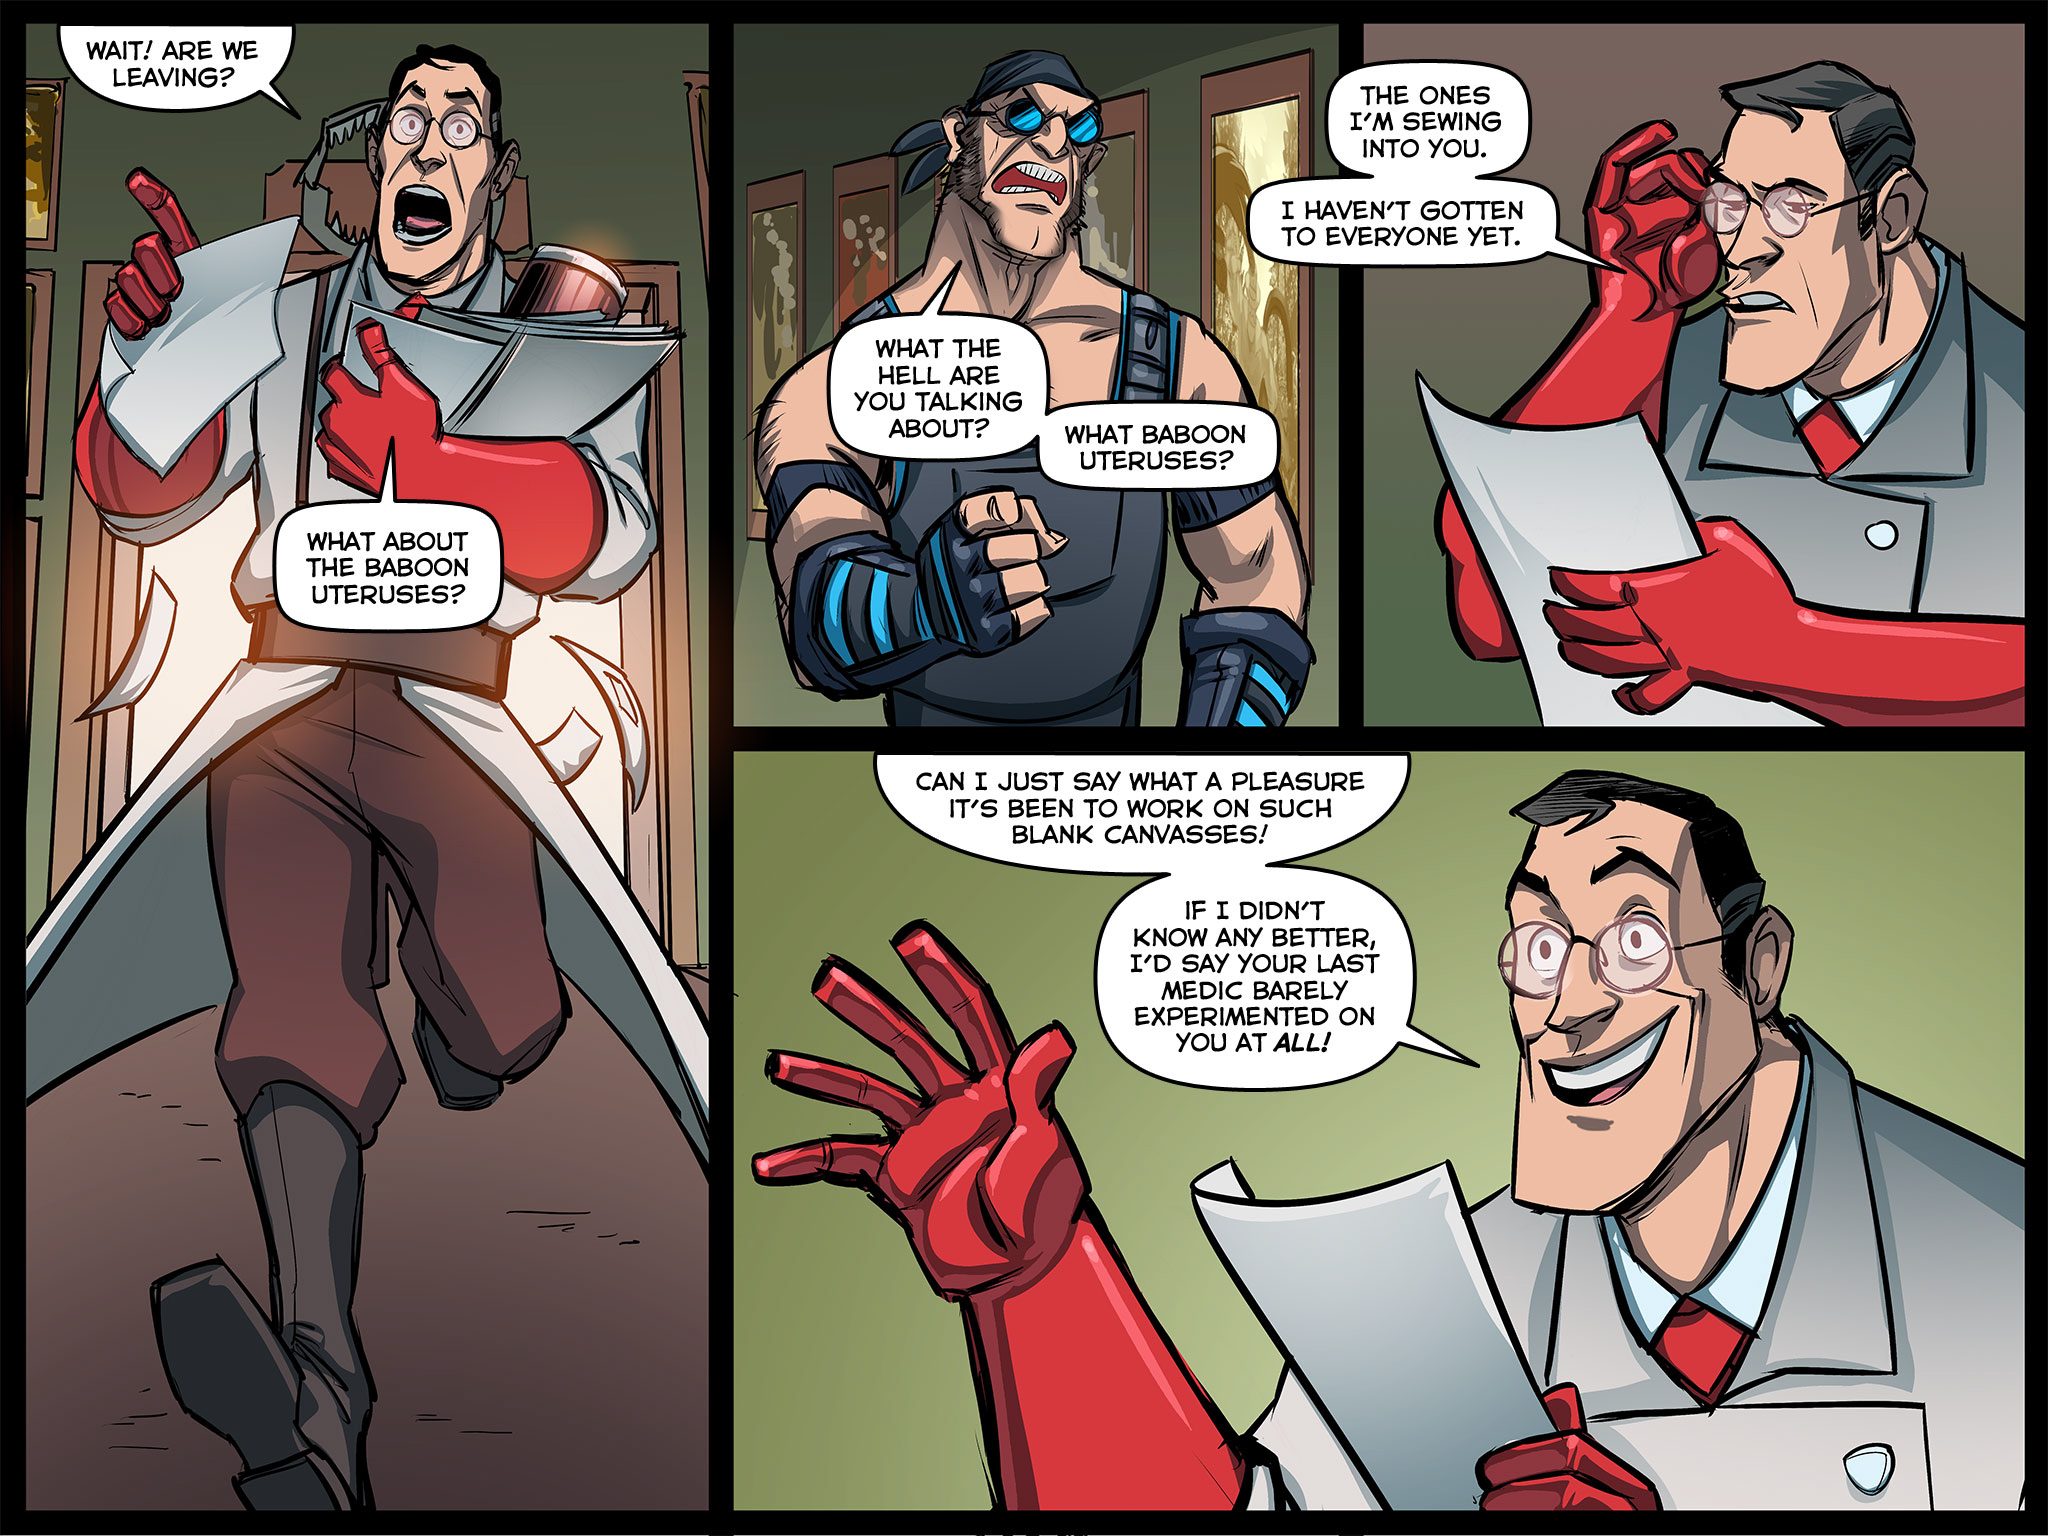 WAIT! ARE WE
LEAVING?
WHAT ABOUT
THE BABOON
UTERUSES?
WHAT THE
HELL ARE
YOU TALKING
ABOUT?
WHAT BABOON
UTERUSES?
THE ONES
I'M SEWING
INTO YOU.
I HAVEN'T GOTTEN
TO EVERYONE YET.
CAN I JUST SAY WHAT A PLEASURE
IT'S BEEN TO WORK ON SUCH
BLANK CANVASSES!
IF I DIDN'T
KNOW ANY BETTER,
I'D SAY YOUR LAST
MEDIC BARELY
EXPERIMENTED ON
YOU AT ALL!